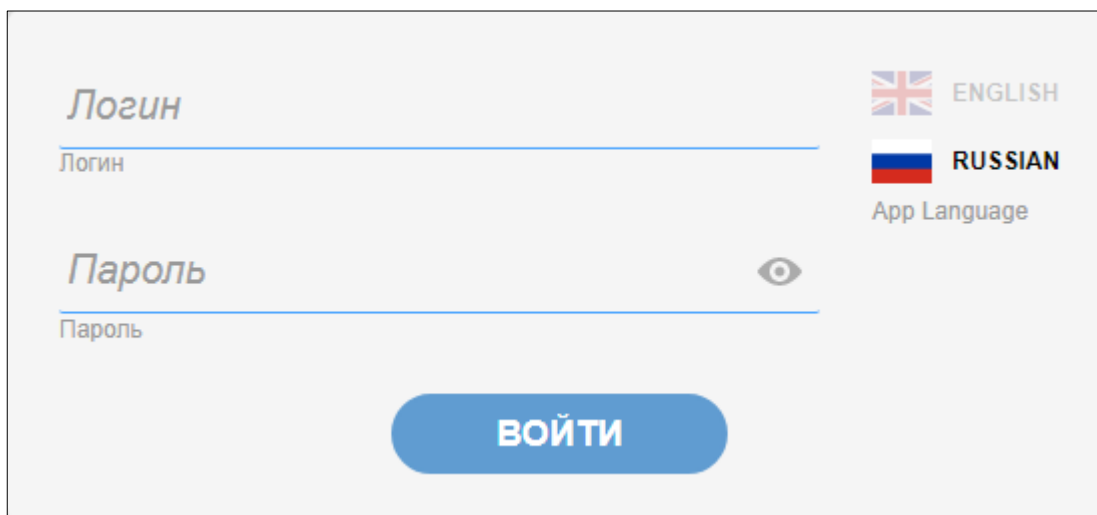 Логин
Логин
Пароль
Пароль
ВОЙТИ
ENGLISH
RUSSIAN
App Language